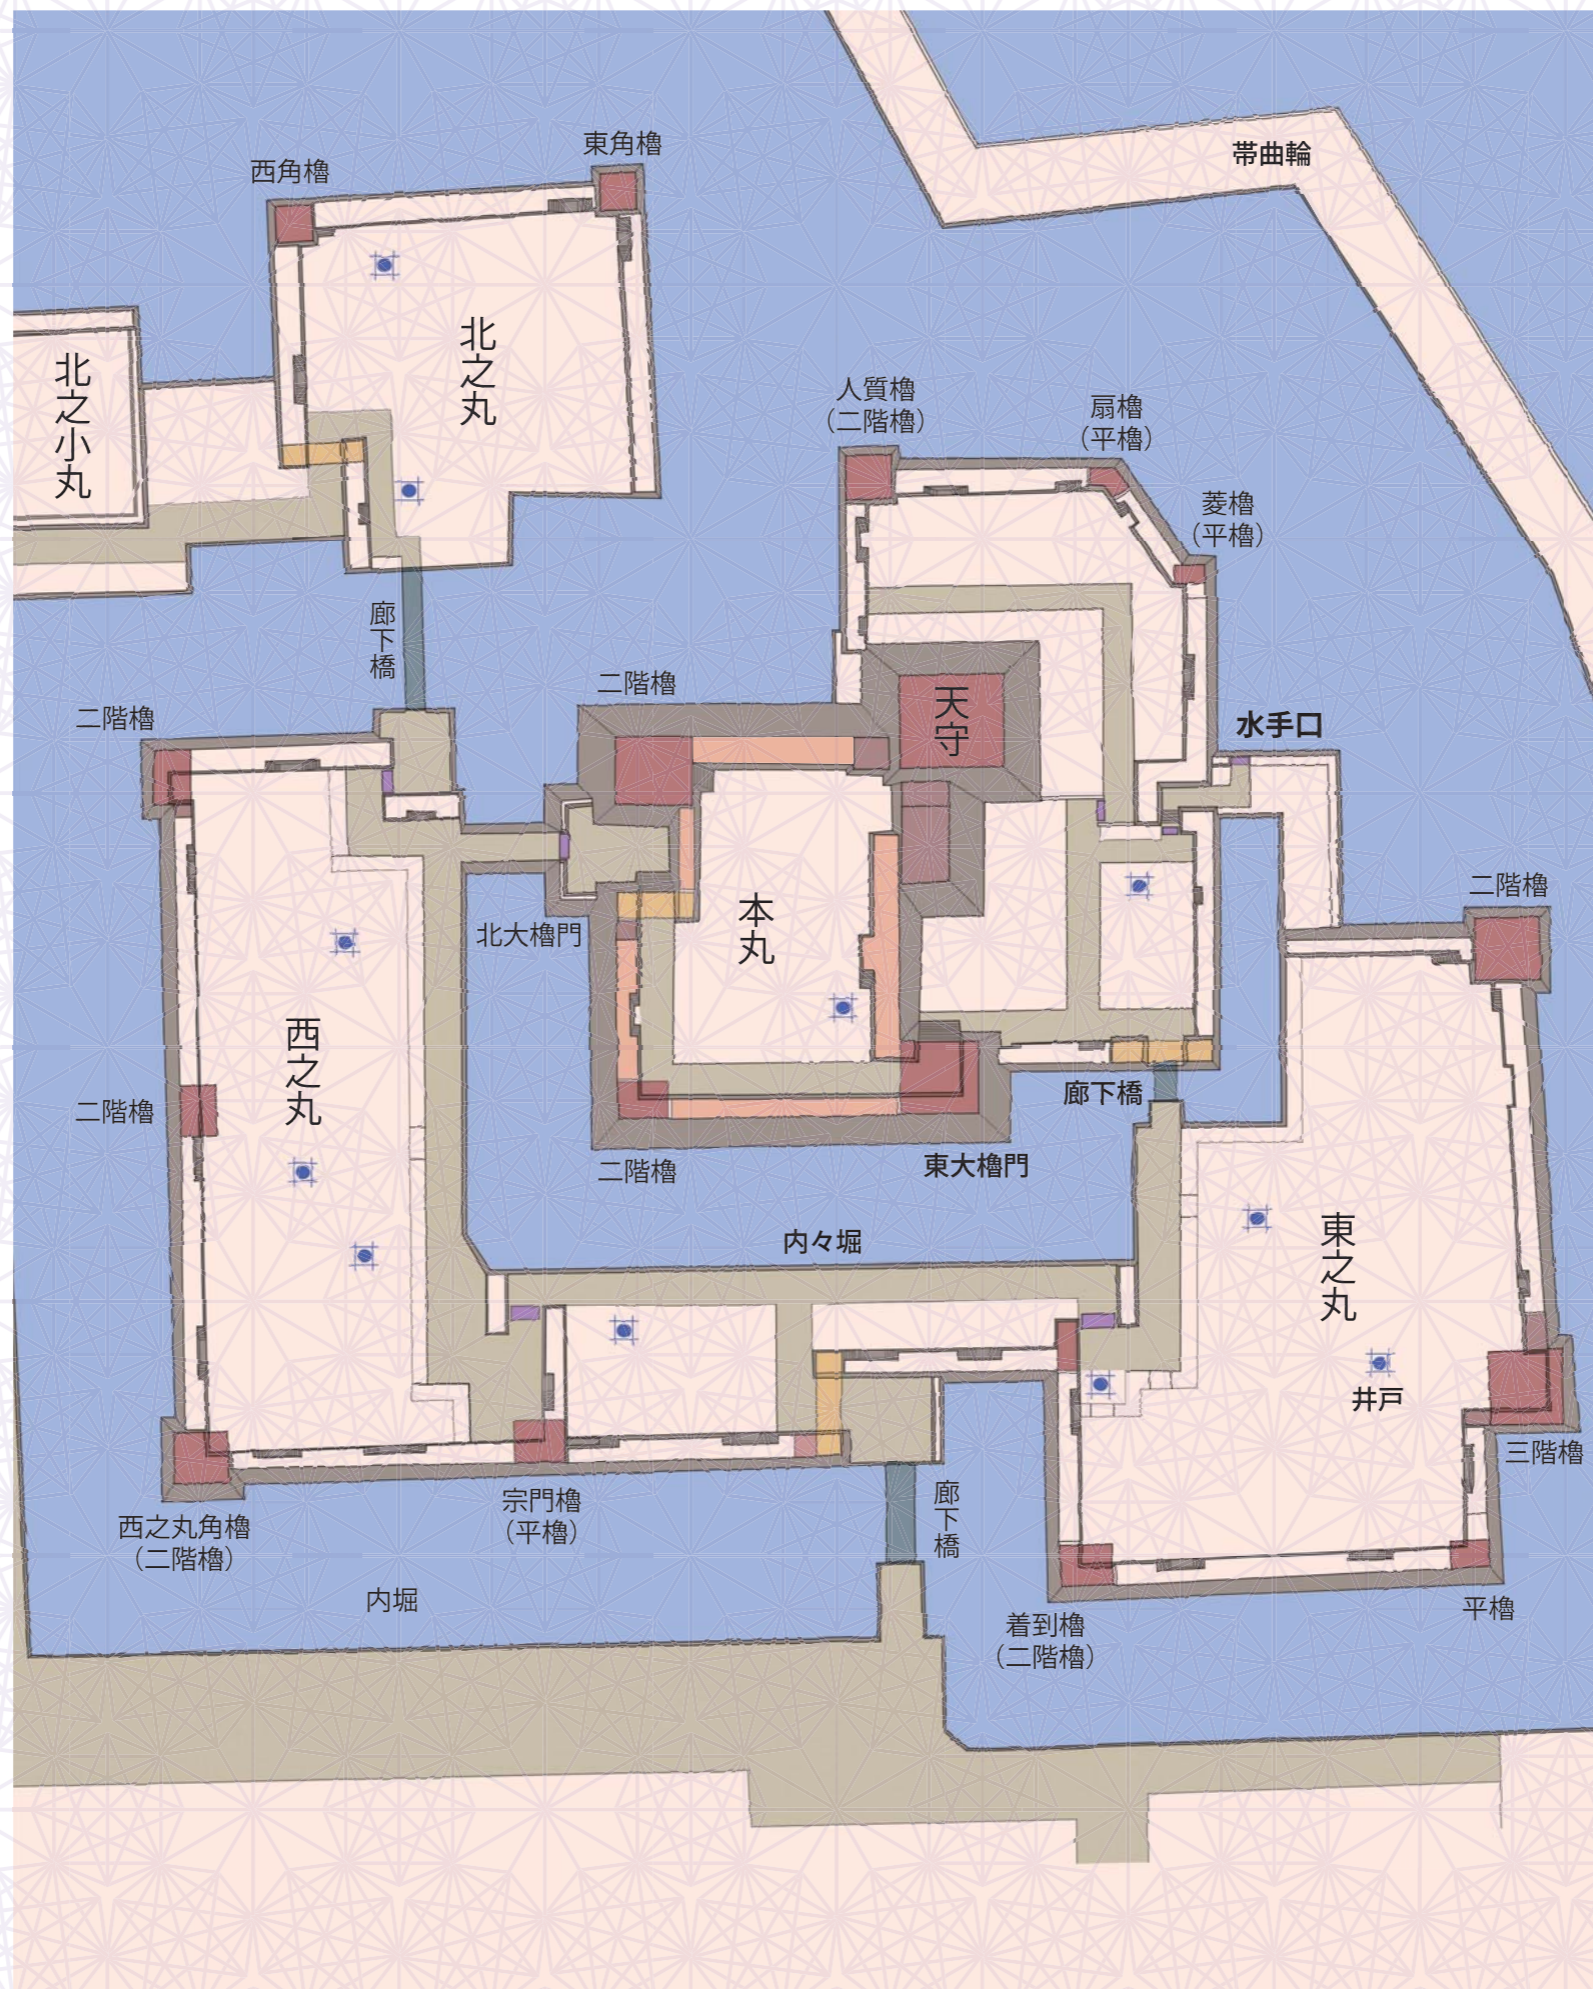 東角櫓
西角櫓
帯曲輪
北之丸
北之小丸
人質櫓
（二階櫓）
扇櫓
（平櫓）
菱櫓
（平櫓）
廊下橋
二階櫓
二階櫓
天守
水手口
二階櫓
本丸
北大櫓門
西之丸
廊下橋
二階櫓
二階櫓
東大櫓門
内々堀
東之丸
井戸
三階櫓
宗門櫓
（平櫓）
廊下橋
西之丸角櫓
（二階櫓）
内堀
着到櫓
（二階櫓）
平櫓